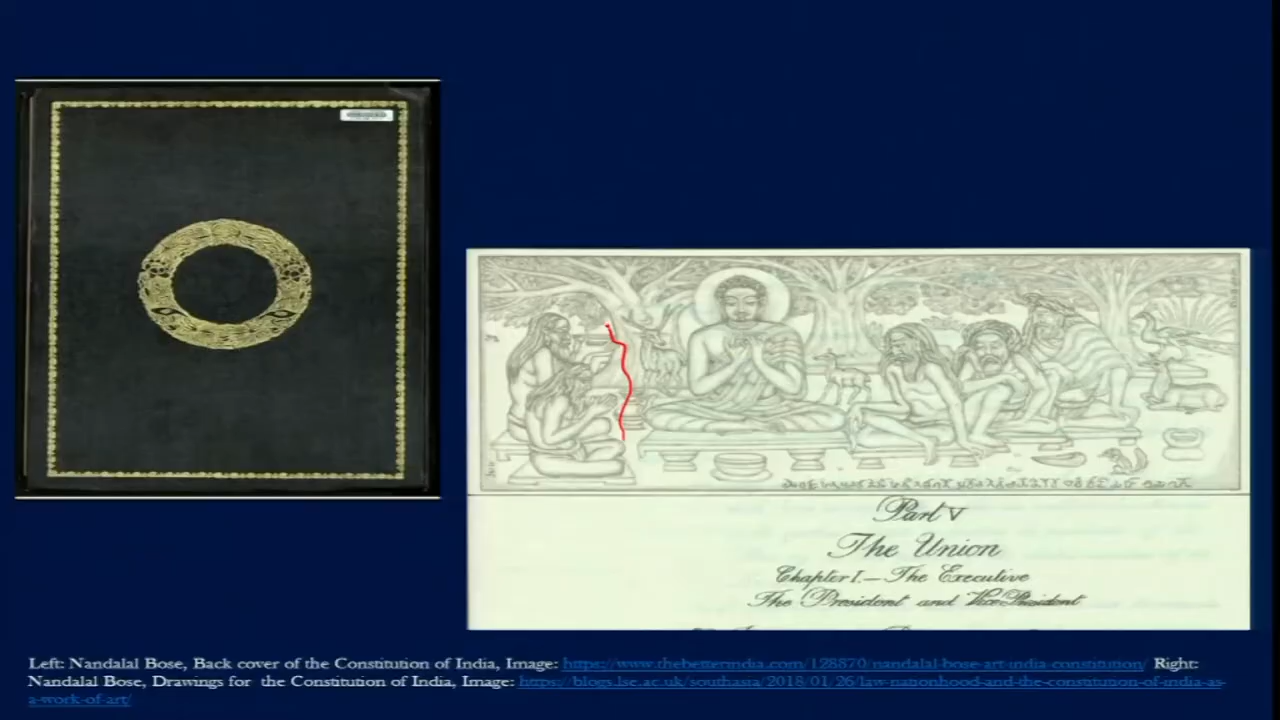 Part V
The Union
Chapter I.—The Executive
The President and Vice-President
Left: Nandalal Bose, Back cover of the Constitution of India, Image: https://www.thebetterindia.com/128870/nandalal-bose-art-india-constitution/ Right:
Nandalal Bose, Drawings for the Constitution of India, Image: https://blogs.lse.ac.uk/southasia/2018/01/26/law-nationhood-and-the-constitution-of-india-as-
a-work-of-art/